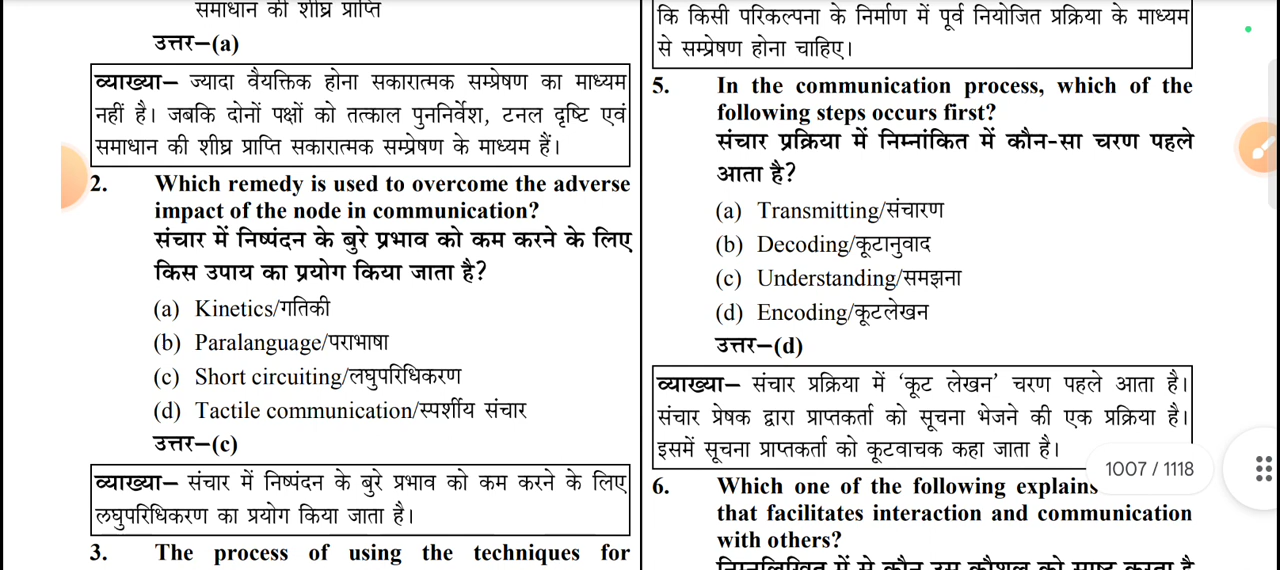 समाधान की शीघ्र प्राप्ति
उत्तर–(a)
व्याख्या– ज्यादा वैयक्तिक होना सकारात्मक सम्प्रेषण का माध्यम
नहीं है। जबकि दोनों पक्षों को तत्काल पुननिर्वेश, टनल दृष्टि एवं
समाधान की शीघ्र प्राप्ति सकारात्मक सम्प्रेषण के माध्यम हैं।
2. Which remedy is used to overcome the adverse
impact of the node in communication?
संचार में निष्पंदन के बुरे प्रभाव को कम करने के लिए
किस उपाय का प्रयोग किया जाता है?
(a) Kinetics/गतिकी
(b) Paralanguage/पराभाषा
(c) Short circuiting/लघुपरिधिकरण
(d) Tactile communication/स्पर्शीय संचार
उत्तर–(c)
व्याख्या– संचार में निष्पंदन के बुरे प्रभाव को कम करने के लिए
लघुपरिधिकरण का प्रयोग किया जाता है।
3. The process of using the techniques for
कि किसी परिकल्पना के निर्माण में पूर्व नियोजित प्रक्रिया के माध्यम
से सम्प्रेषण होना चाहिए।
5. In the communication process, which of the
following steps occurs first?
संचार प्रक्रिया में निम्नांकित में कौन-सा चरण पहले
आता है?
(a) Transmitting/संचारण
(b) Decoding/कूटानुवाद
(c) Understanding/समझना
(d) Encoding/कूटलेखन
उत्तर–(d)
व्याख्या– संचार प्रक्रिया में ‘कूट लेखन’ चरण पहले आता है।
संचार प्रेषक द्वारा प्राप्तकर्ता को सूचना भेजने की एक प्रक्रिया है।
इसमें सूचना प्राप्तकर्ता को कूटवाचक कहा जाता है।
1007 / 1118
6. Which one of the following explains
that facilitates interaction and communication
with others?
निम्नलिखित में से कौन उस कौशल को स्पष्ट करता है